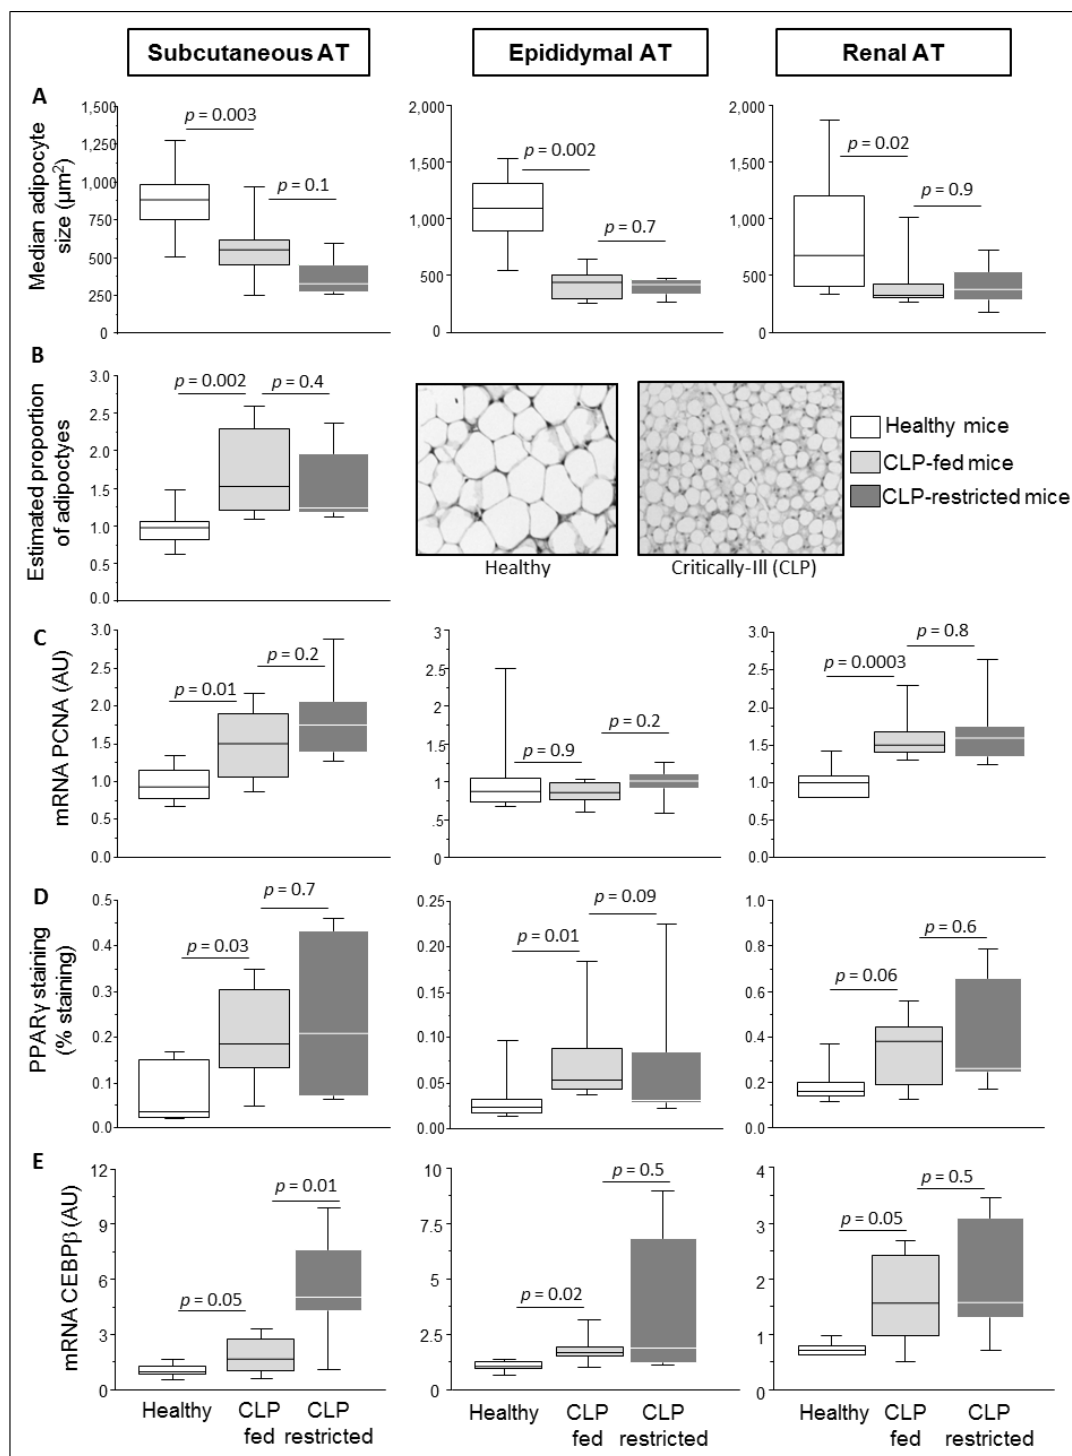 Subcutaneous AT
Epididymal AT
Renal AT
A
Median adipocyte
size (µm²)
1,500
1,250
1,000
750
500
250
0
p = 0.003
p = 0.1
2,000
1,500
1,000
500
0
p = 0.002
p = 0.7
2,000
1,500
1,000
500
0
p = 0.02
p = 0.9
B
Estimated proportion
of adipoctyes
3.0
2.5
2.0
1.5
1.0
0.5
0.0
p = 0.002
p = 0.4
Healthy
Critically-Ill (CLP)
Healthy mice
CLP-fed mice
CLP-restricted mice
C
mRNA PCNA (AU)
3.0
2.5
2.0
1.5
1.0
0.5
0.0
p = 0.01
p = 0.2
3
2.5
2
1.5
1
.5
0
p = 0.9
p = 0.2
3.0
2.5
2.0
1.5
1.0
0.5
0.0
p = 0.0003
p = 0.8
D
PPARγ staining
(% staining)
0.5
0.4
0.3
0.2
0.1
0.0
p = 0.03
p = 0.7
0.25
0.20
0.15
0.10
0.05
0.00
p = 0.01
p = 0.09
1.0
0.8
0.6
0.4
0.2
0.0
p = 0.06
p = 0.6
E
mRNA CEBPβ (AU)
12
9
6
3
0
p = 0.05
p = 0.01
10
7.5
5
2.5
0
p = 0.02
p = 0.5
4
3
2
1
0
p = 0.05
p = 0.5
Healthy
CLP
fed
CLP
restricted
Healthy
CLP
fed
CLP
restricted
Healthy
CLP
fed
CLP
restricted